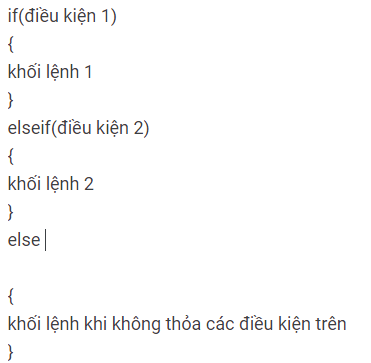 if(điều kiện 1)
{
khối lệnh 1
}
elseif(điều kiện 2)
{
khối lệnh 2
}
else
{
khối lệnh khi không thỏa các điều kiện trên
}